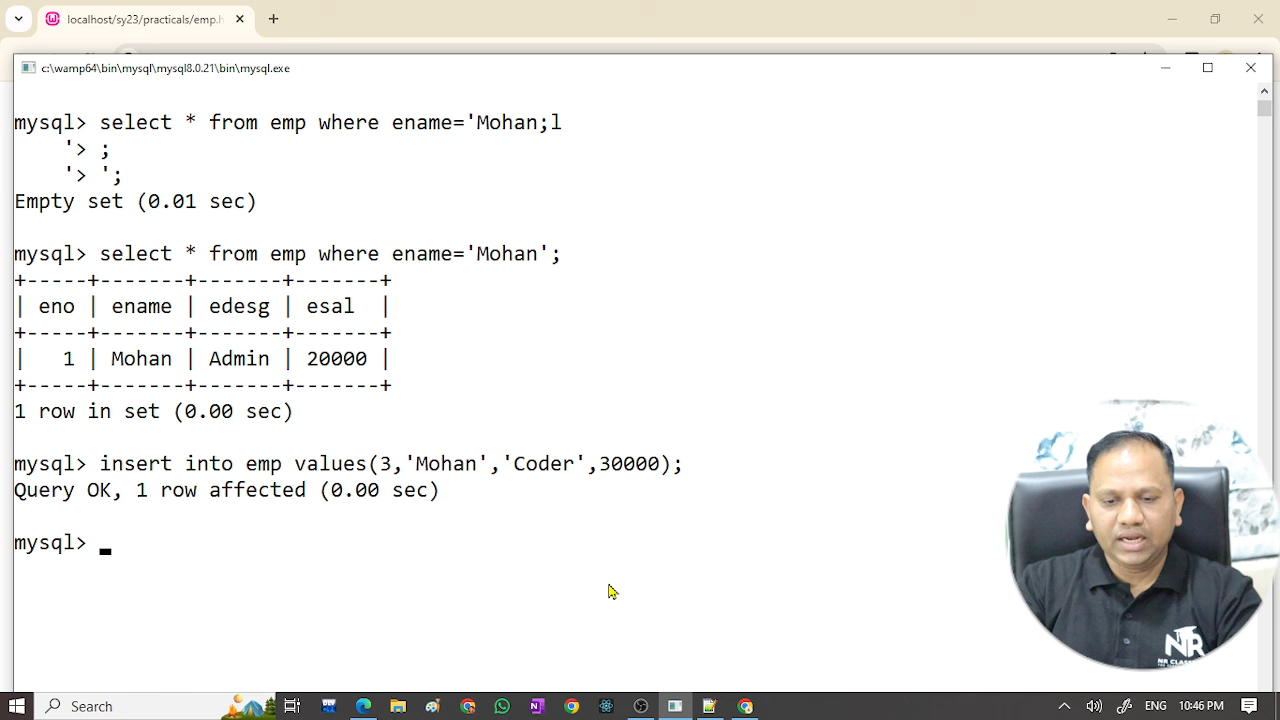 localhost/sy23/practicals/emp.h
c:\wamp64\bin\mysql\mysql8.0.21\bin\mysql.exe
mysql> select * from emp where ename='Mohan;l
'> ;
'> ';
Empty set (0.01 sec)
mysql> select * from emp where ename='Mohan';
+-----+-------+-------+-------+
| eno | ename | edesg | esal  |
+-----+-------+-------+-------+
|   1 | Mohan | Admin | 20000 |
+-----+-------+-------+-------+
1 row in set (0.00 sec)
mysql> insert into emp values(3,'Mohan','Coder',30000);
Query OK, 1 row affected (0.00 sec)
mysql>
NR
Search
ENG
10:46 PM